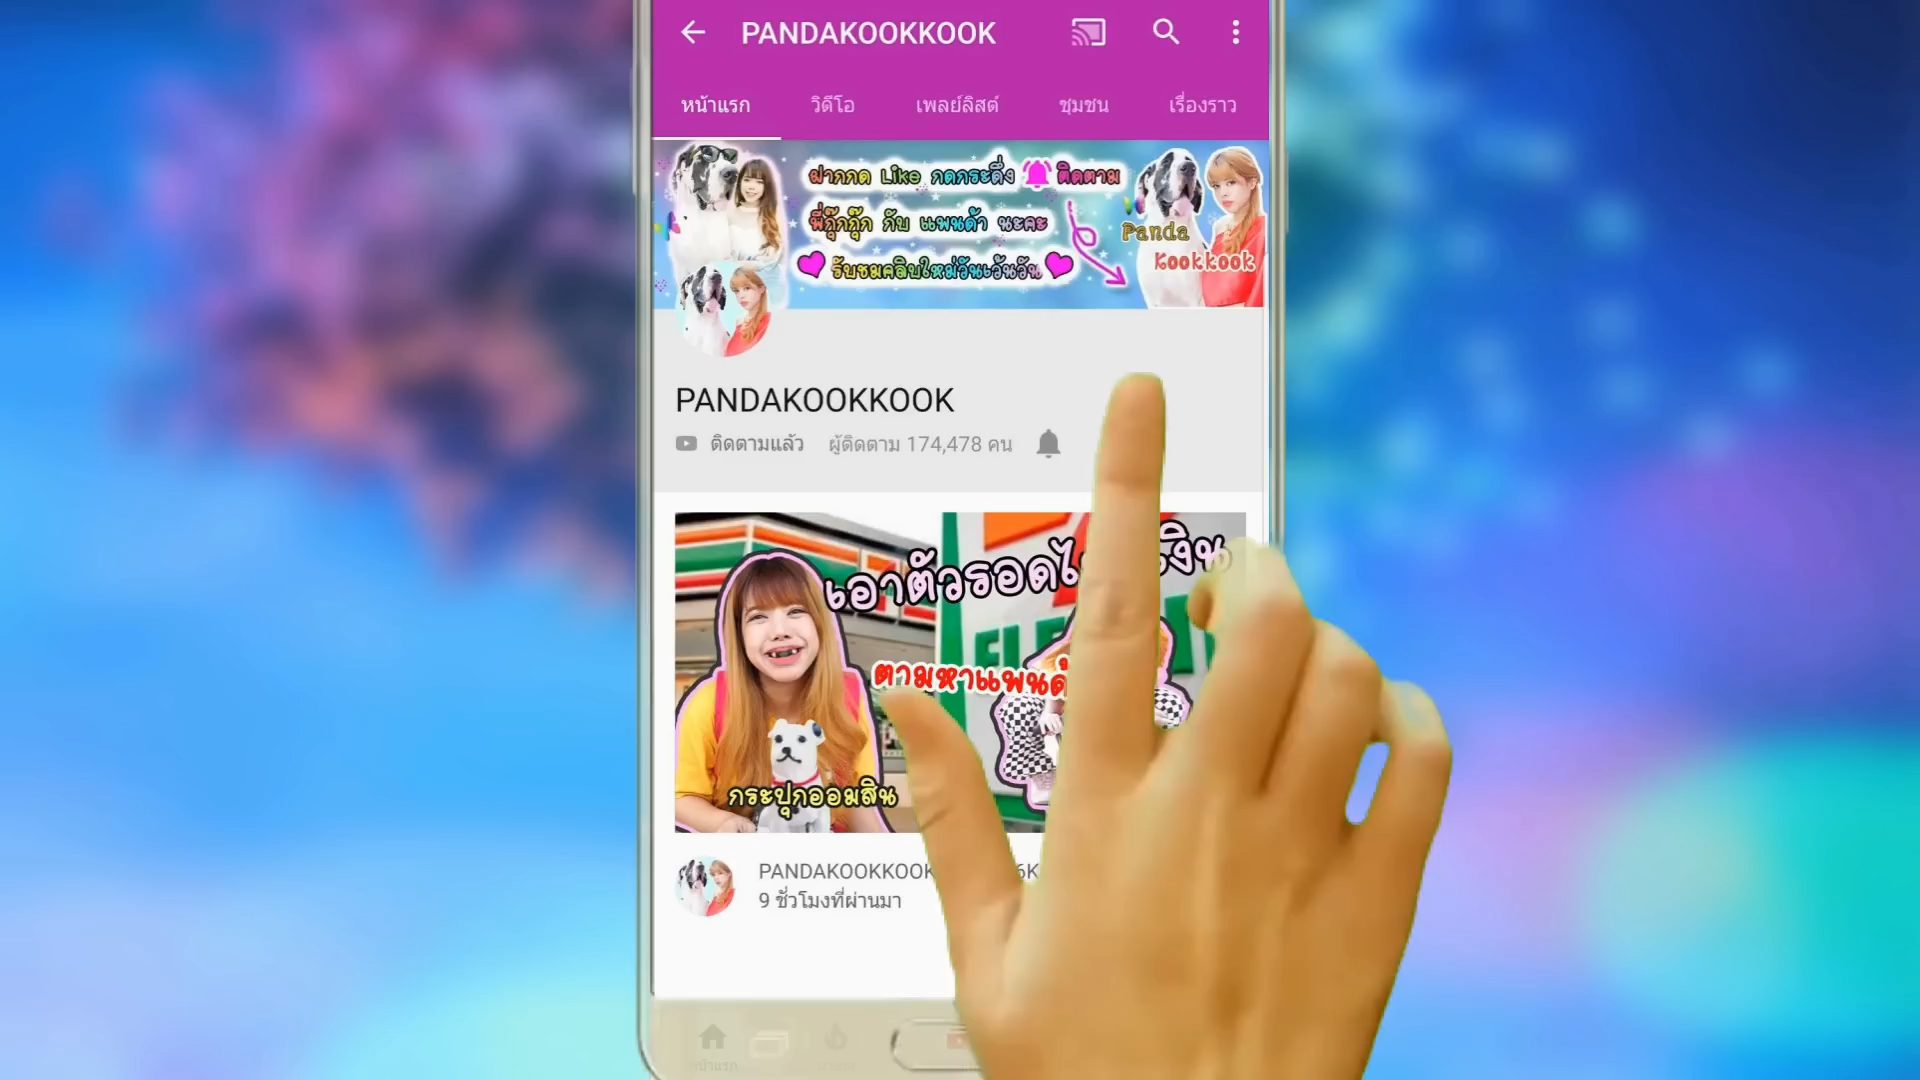 PANDAKOOKKOOK
หน้าแรก วิดีโอ เพลย์ลิสต์ ชุมชน เรื่องราว
ฝากกด Like กดกระดิ่ง ติดตาม
พี่กุ๊กกุ๊ก กับ แพนด้า นะคะ
รับชมคลิปใหม่วันเว้นวัน
Panda
Kookkook
PANDAKOOKKOOK
ติดตามแล้ว ผู้ติดตาม 174,478 คน
เอาตัวรอด
ตามหาแพนด้
กระปุกออมสิน
PANDAKOOKKOOK
9 ชั่วโมงที่ผ่านมา
หน้าแรก